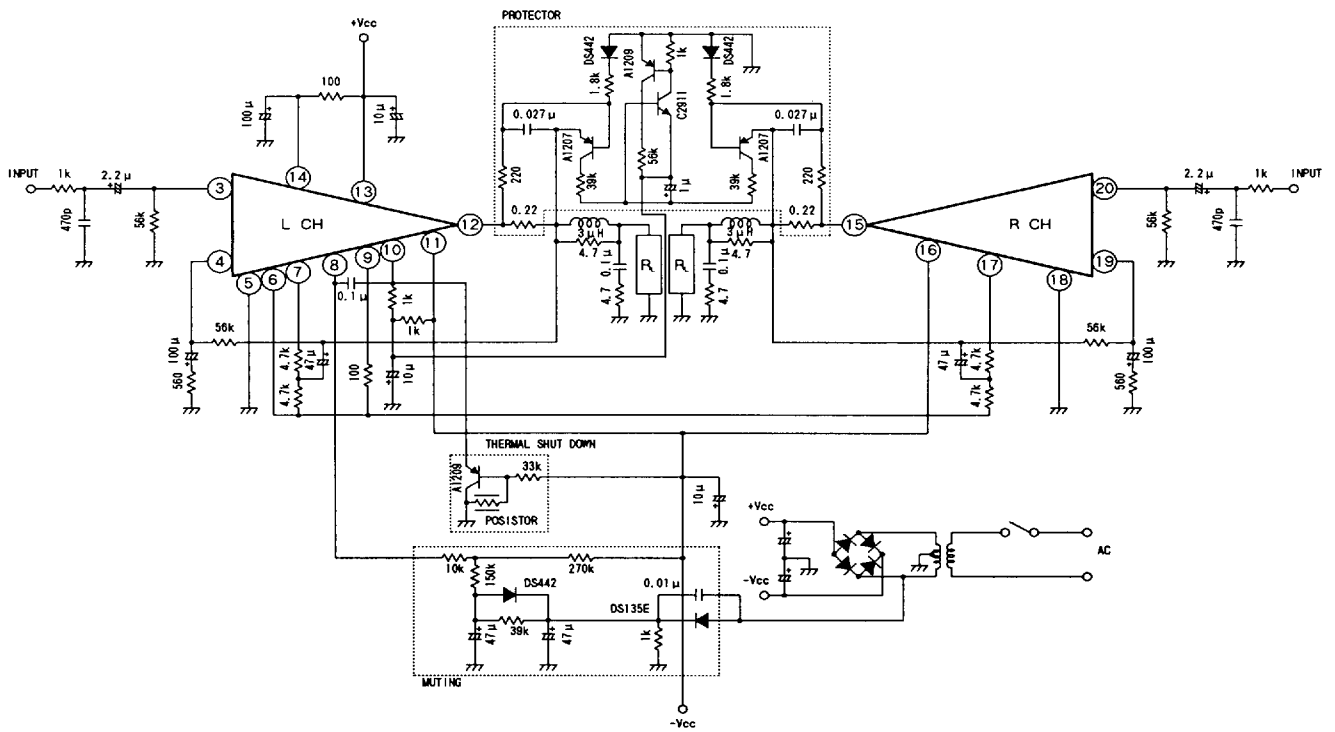 PROTECTOR
+Vcc
DS442
A1209
1k
DS442
1.8k
C2911
1.8k
100
100μ
10μ
0.027μ
A1207
56k
A1207
0.027μ
220
39k
1μ
39k
220
INPUT
1k
2.2μ
470p
56k
3
14
13
L CH
12
0.22
3μH
4.7
0.1μ
4.7
RL
RL
3μH
4.7
0.1μ
4.7
0.22
15
R CH
20
2.2μ
1k
INPUT
56k
470p
4
5
6
7
8
9
10
11
16
17
18
19
0.1μ
1k
1k
56k
100μ
560
4.7k
47μ
4.7k
100
10μ
47μ
4.7k
4.7k
56k
100μ
560
THERMAL SHUT DOWN
A1209
33k
POSISTOR
10μ
+Vcc
-Vcc
AC
10k
150k
270k
DS442
39k
47μ
47μ
DS135E
0.01μ
1k
MUTING
-Vcc